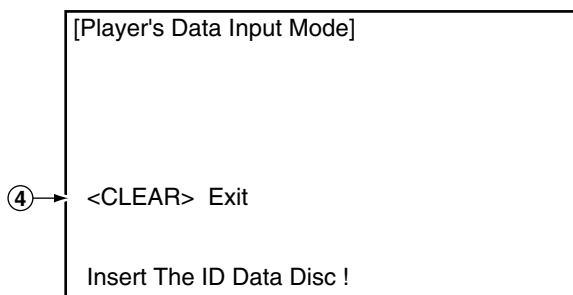 [Player's Data Input Mode]
④ <CLEAR> Exit
Insert The ID Data Disc !